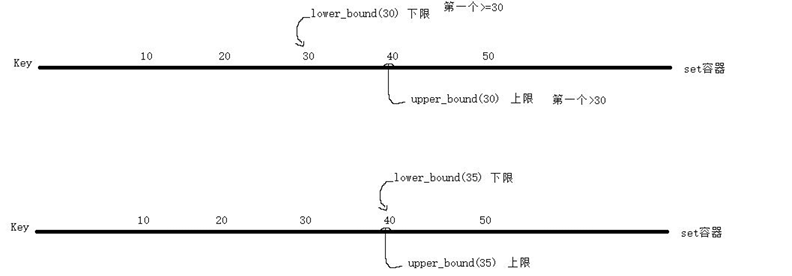 lower_bound(30) 下限 第一个>=30
Key 10 20 30 40 50 set容器
upper_bound(30) 上限 第一个>30
lower_bound(35) 下限
Key 10 20 30 40 50 set容器
upper_bound(35) 上限